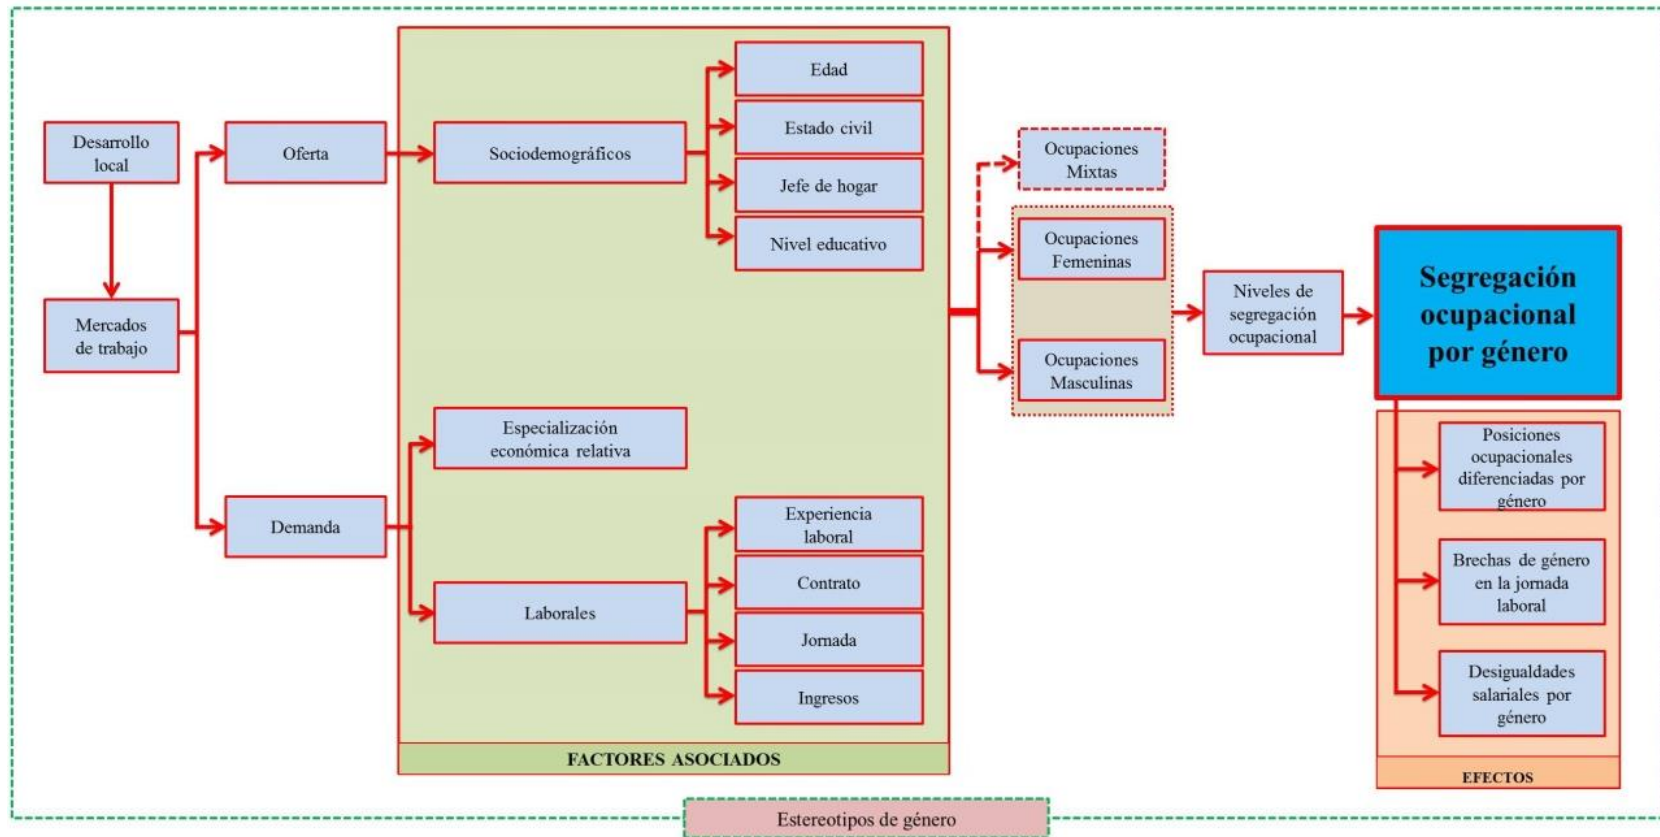 Desarrollo
local
Mercados
de trabajo
Oferta
Demanda
Sociodemográficos
Edad
Estado civil
Jefe de hogar
Nivel educativo
Especialización
económica relativa
Laborales
Experiencia
laboral
Contrato
Jornada
Ingresos
FACTORES ASOCIADOS
Ocupaciones
Mixtas
Ocupaciones
Femeninas
Ocupaciones
Masculinas
Niveles de
segregación
ocupacional
Segregación
ocupacional
por género
Posiciones
ocupacionales
diferenciadas por
género
Brechas de género
en la jornada
laboral
Desigualdades
salariales por
género
EFECTOS
Estereotipos de género